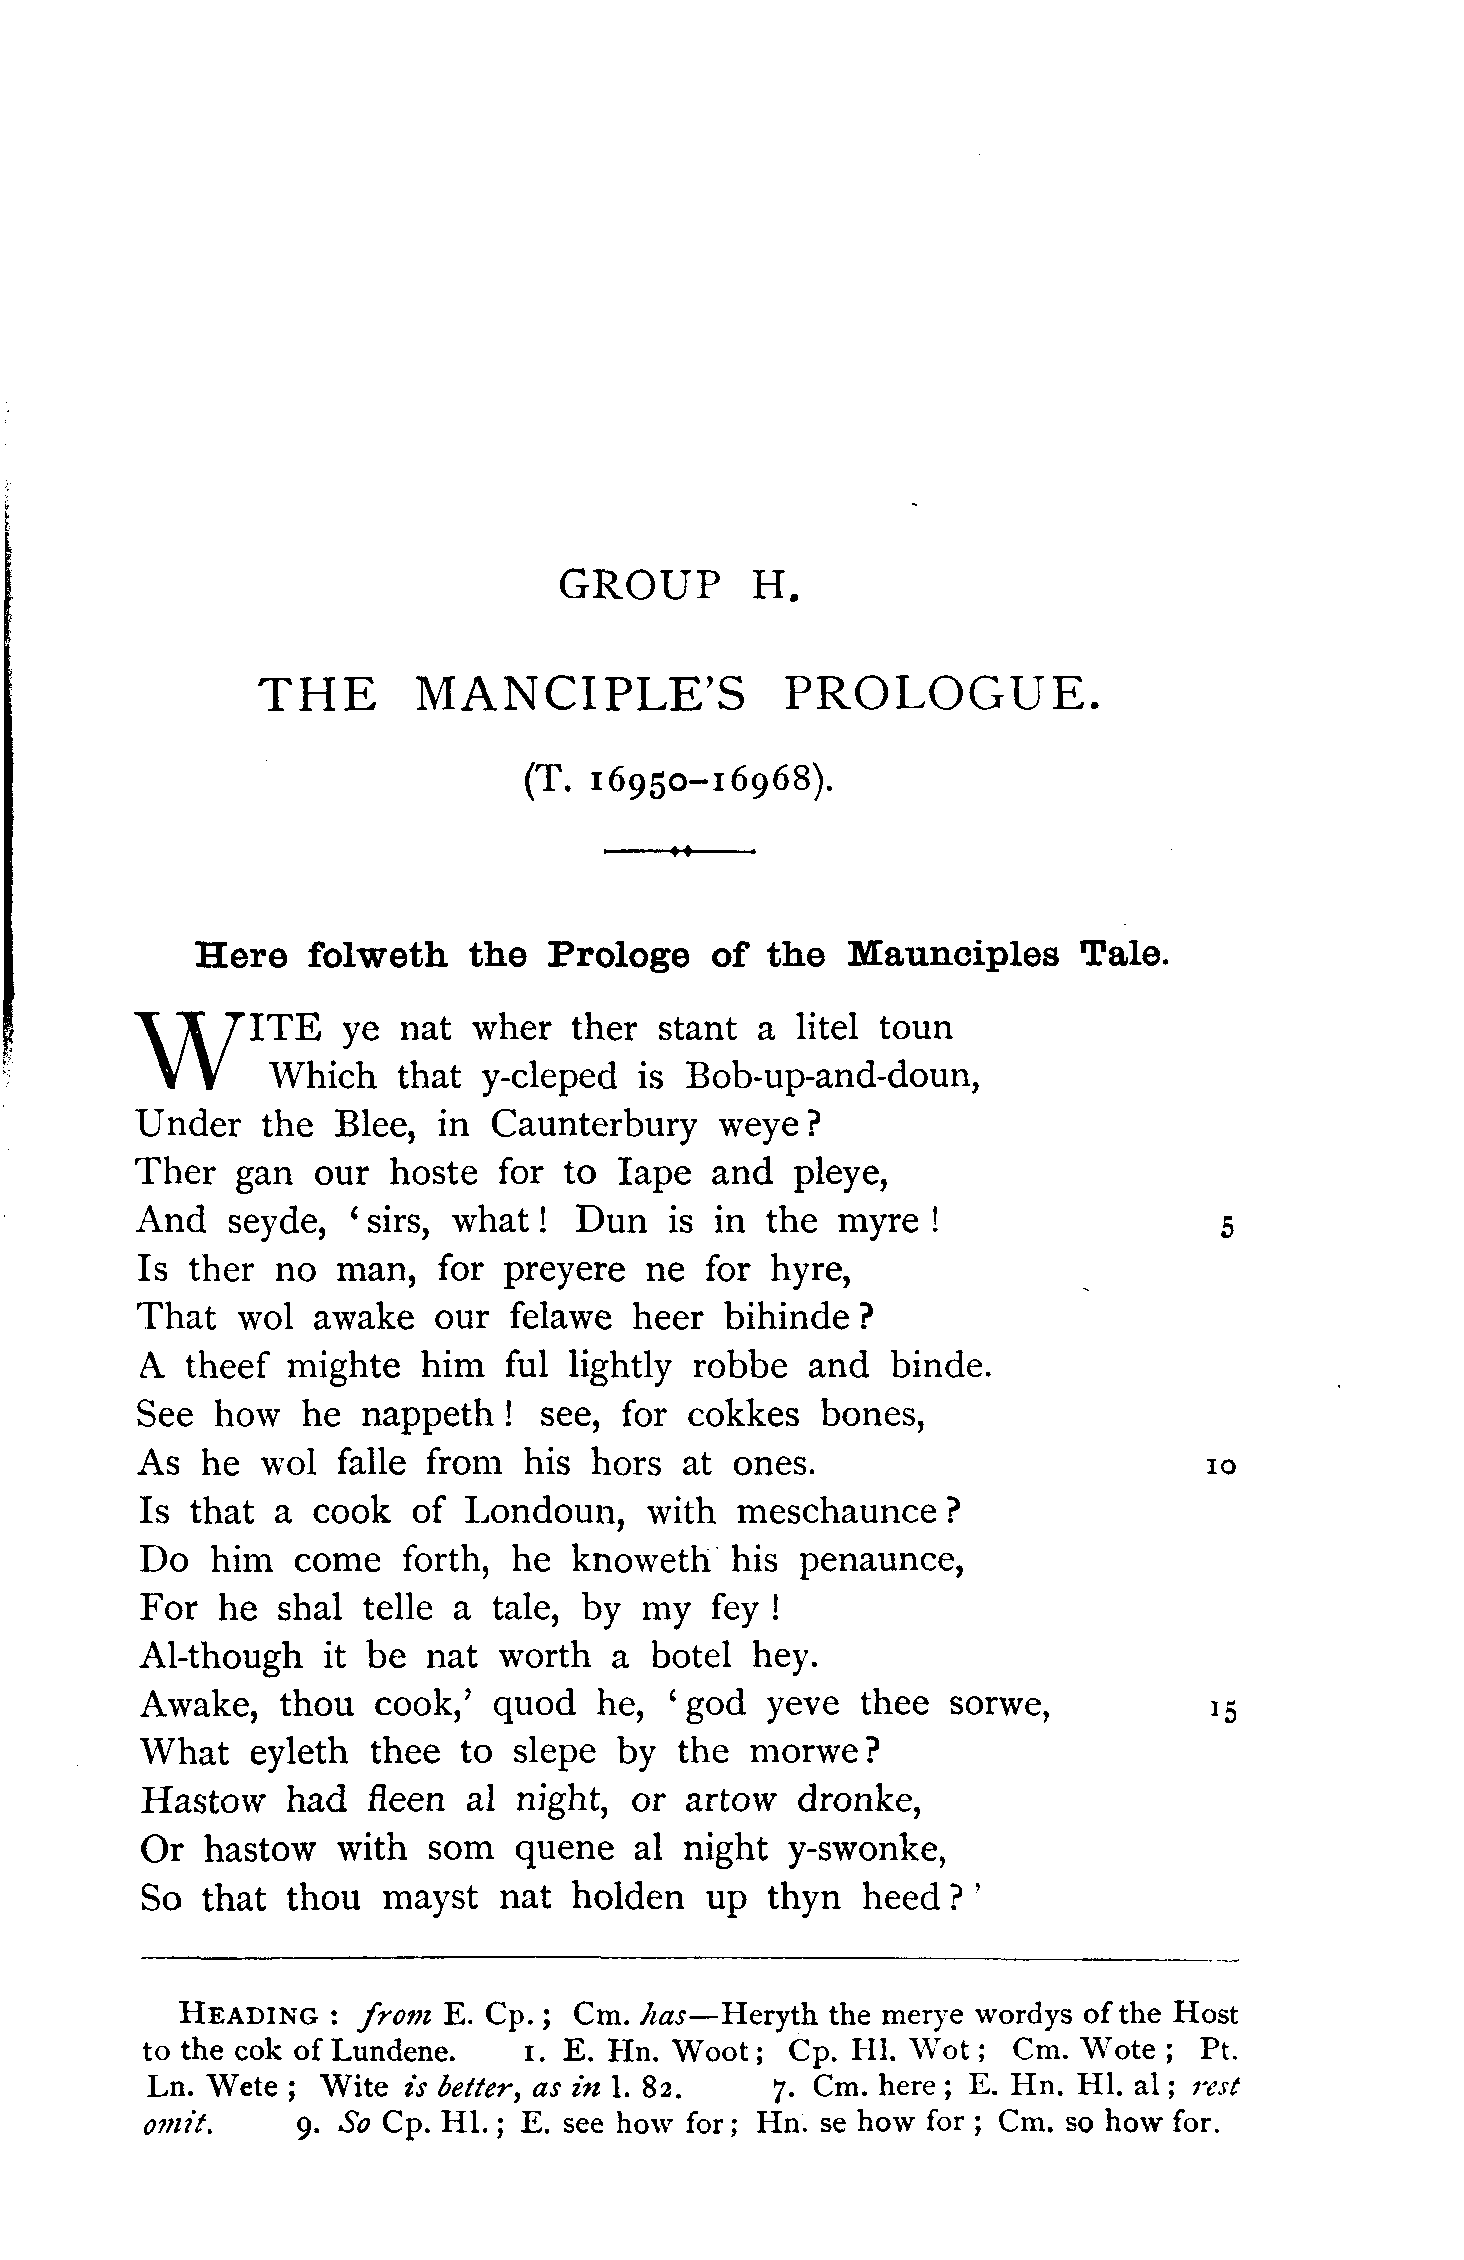 GROUP H.
THE MANCIPLE'S PROLOGUE.
(T. 16950–16968).
Here folweth the Prologe of the Maunciples Tale.
WITE ye nat wher ther stant a litel toun
Which that y-cleped is Bob-up-and-doun,
Under the Blee, in Caunterbury weye?
Ther gan our hoste for to Iape and pleye,
And seyde, 'sirs, what! Dun is in the myre! 5
Is ther no man, for preyere ne for hyre,
That wol awake our felawe heer bihinde?
A theef mighte him ful lightly robbe and binde.
See how he nappeth! see, for cokkes bones,
As he wol falle from his hors at ones. 10
Is that a cook of Londoun, with meschaunce?
Do him come forth, he knoweth his penaunce,
For he shal telle a tale, by my fey!
Al-though it be nat worth a botel hey.
Awake, thou cook,' quod he, 'god yeve thee sorwe, 15
What eyleth thee to slepe by the morwe?
Hastow had fleen al night, or artow dronke,
Or hastow with som quene al night y-swonke,
So that thou mayst nat holden up thyn heed?'
HEADING: from E. Cp.; Cm. has—Heryth the merye wordys of the Host
to the cok of Lundene. 1. E. Hn. Woot; Cp. Hl. Wot; Cm. Wote; Pt.
Ln. Wete; Wite is better, as in l. 82. 7. Cm. here; E. Hn. Hl. al; rest
omit. 9. So Cp. Hl.; E. see how for; Hn. se how for; Cm. so how for.